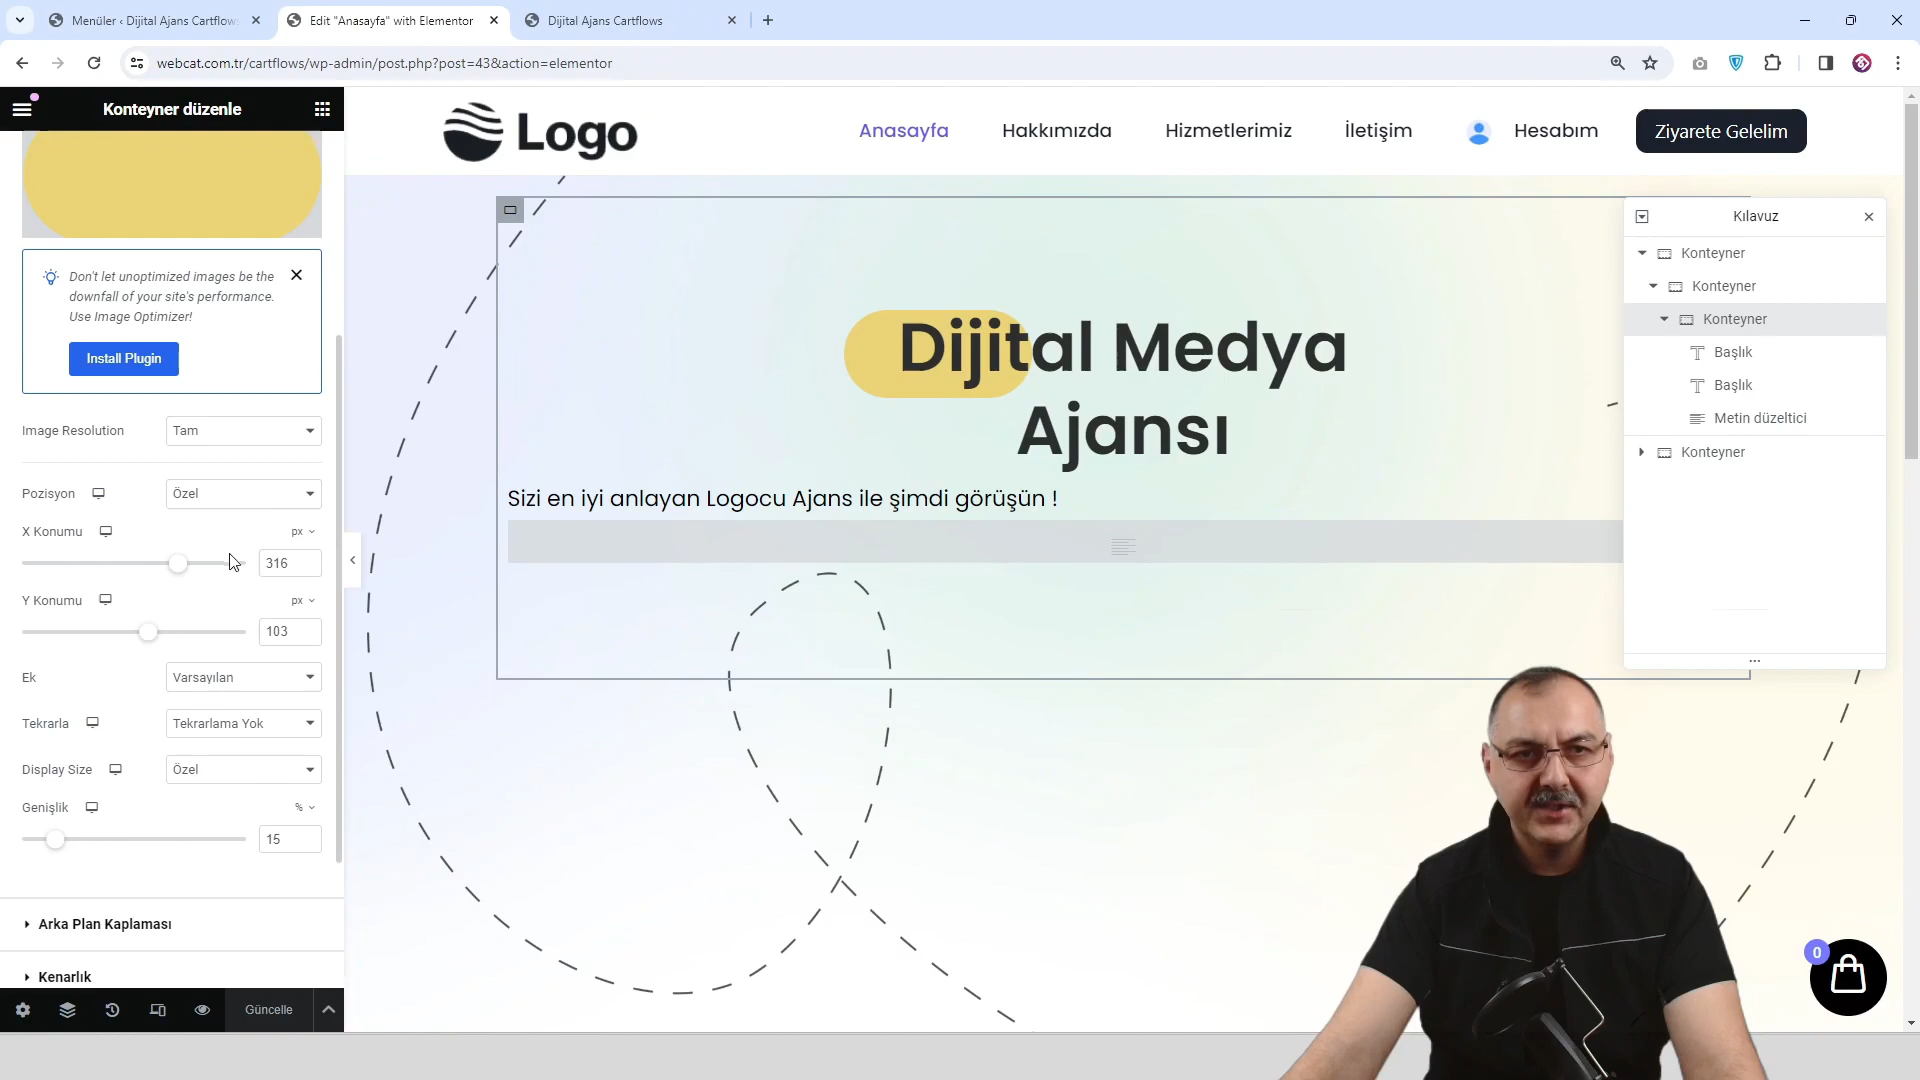 Menüler ‹ Dijital Ajans Cartflows
Edit "Anasayfa" with Elementor
Dijital Ajans Cartflows
webcat.com.tr/cartflows/wp-admin/post.php?post=43&action=elementor
Konteyner düzenle
Don't let unoptimized images be the
downfall of your site's performance.
Use Image Optimizer!
Install Plugin
Image Resolution
Tam
Pozisyon
Özel
X Konumu
px
316
Y Konumu
px
103
Ek
Varsayılan
Tekrarla
Tekrarlama Yok
Display Size
Özel
Genişlik
%
15
Arka Plan Kaplaması
Kenarlık
Güncelle
Logo
Anasayfa
Hakkımızda
Hizmetlerimiz
İletişim
Hesabım
Ziyarete Gelelim
Dijital Medya
Ajansı
Sizi en iyi anlayan Logocu Ajans ile şimdi görüşün !
Kılavuz
Konteyner
Konteyner
Konteyner
Başlık
Başlık
Metin düzeltici
Konteyner
0